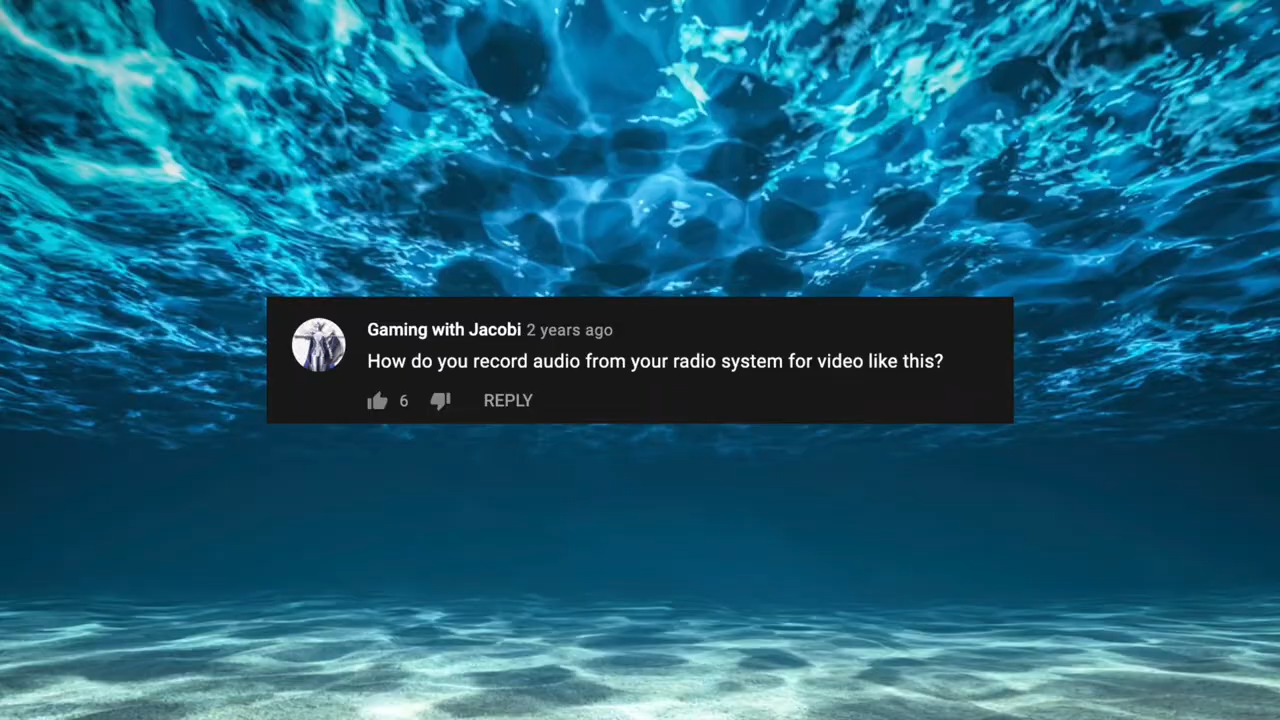 Gaming with Jacobi 2 years ago
How do you record audio from your radio system for video like this?
6 REPLY